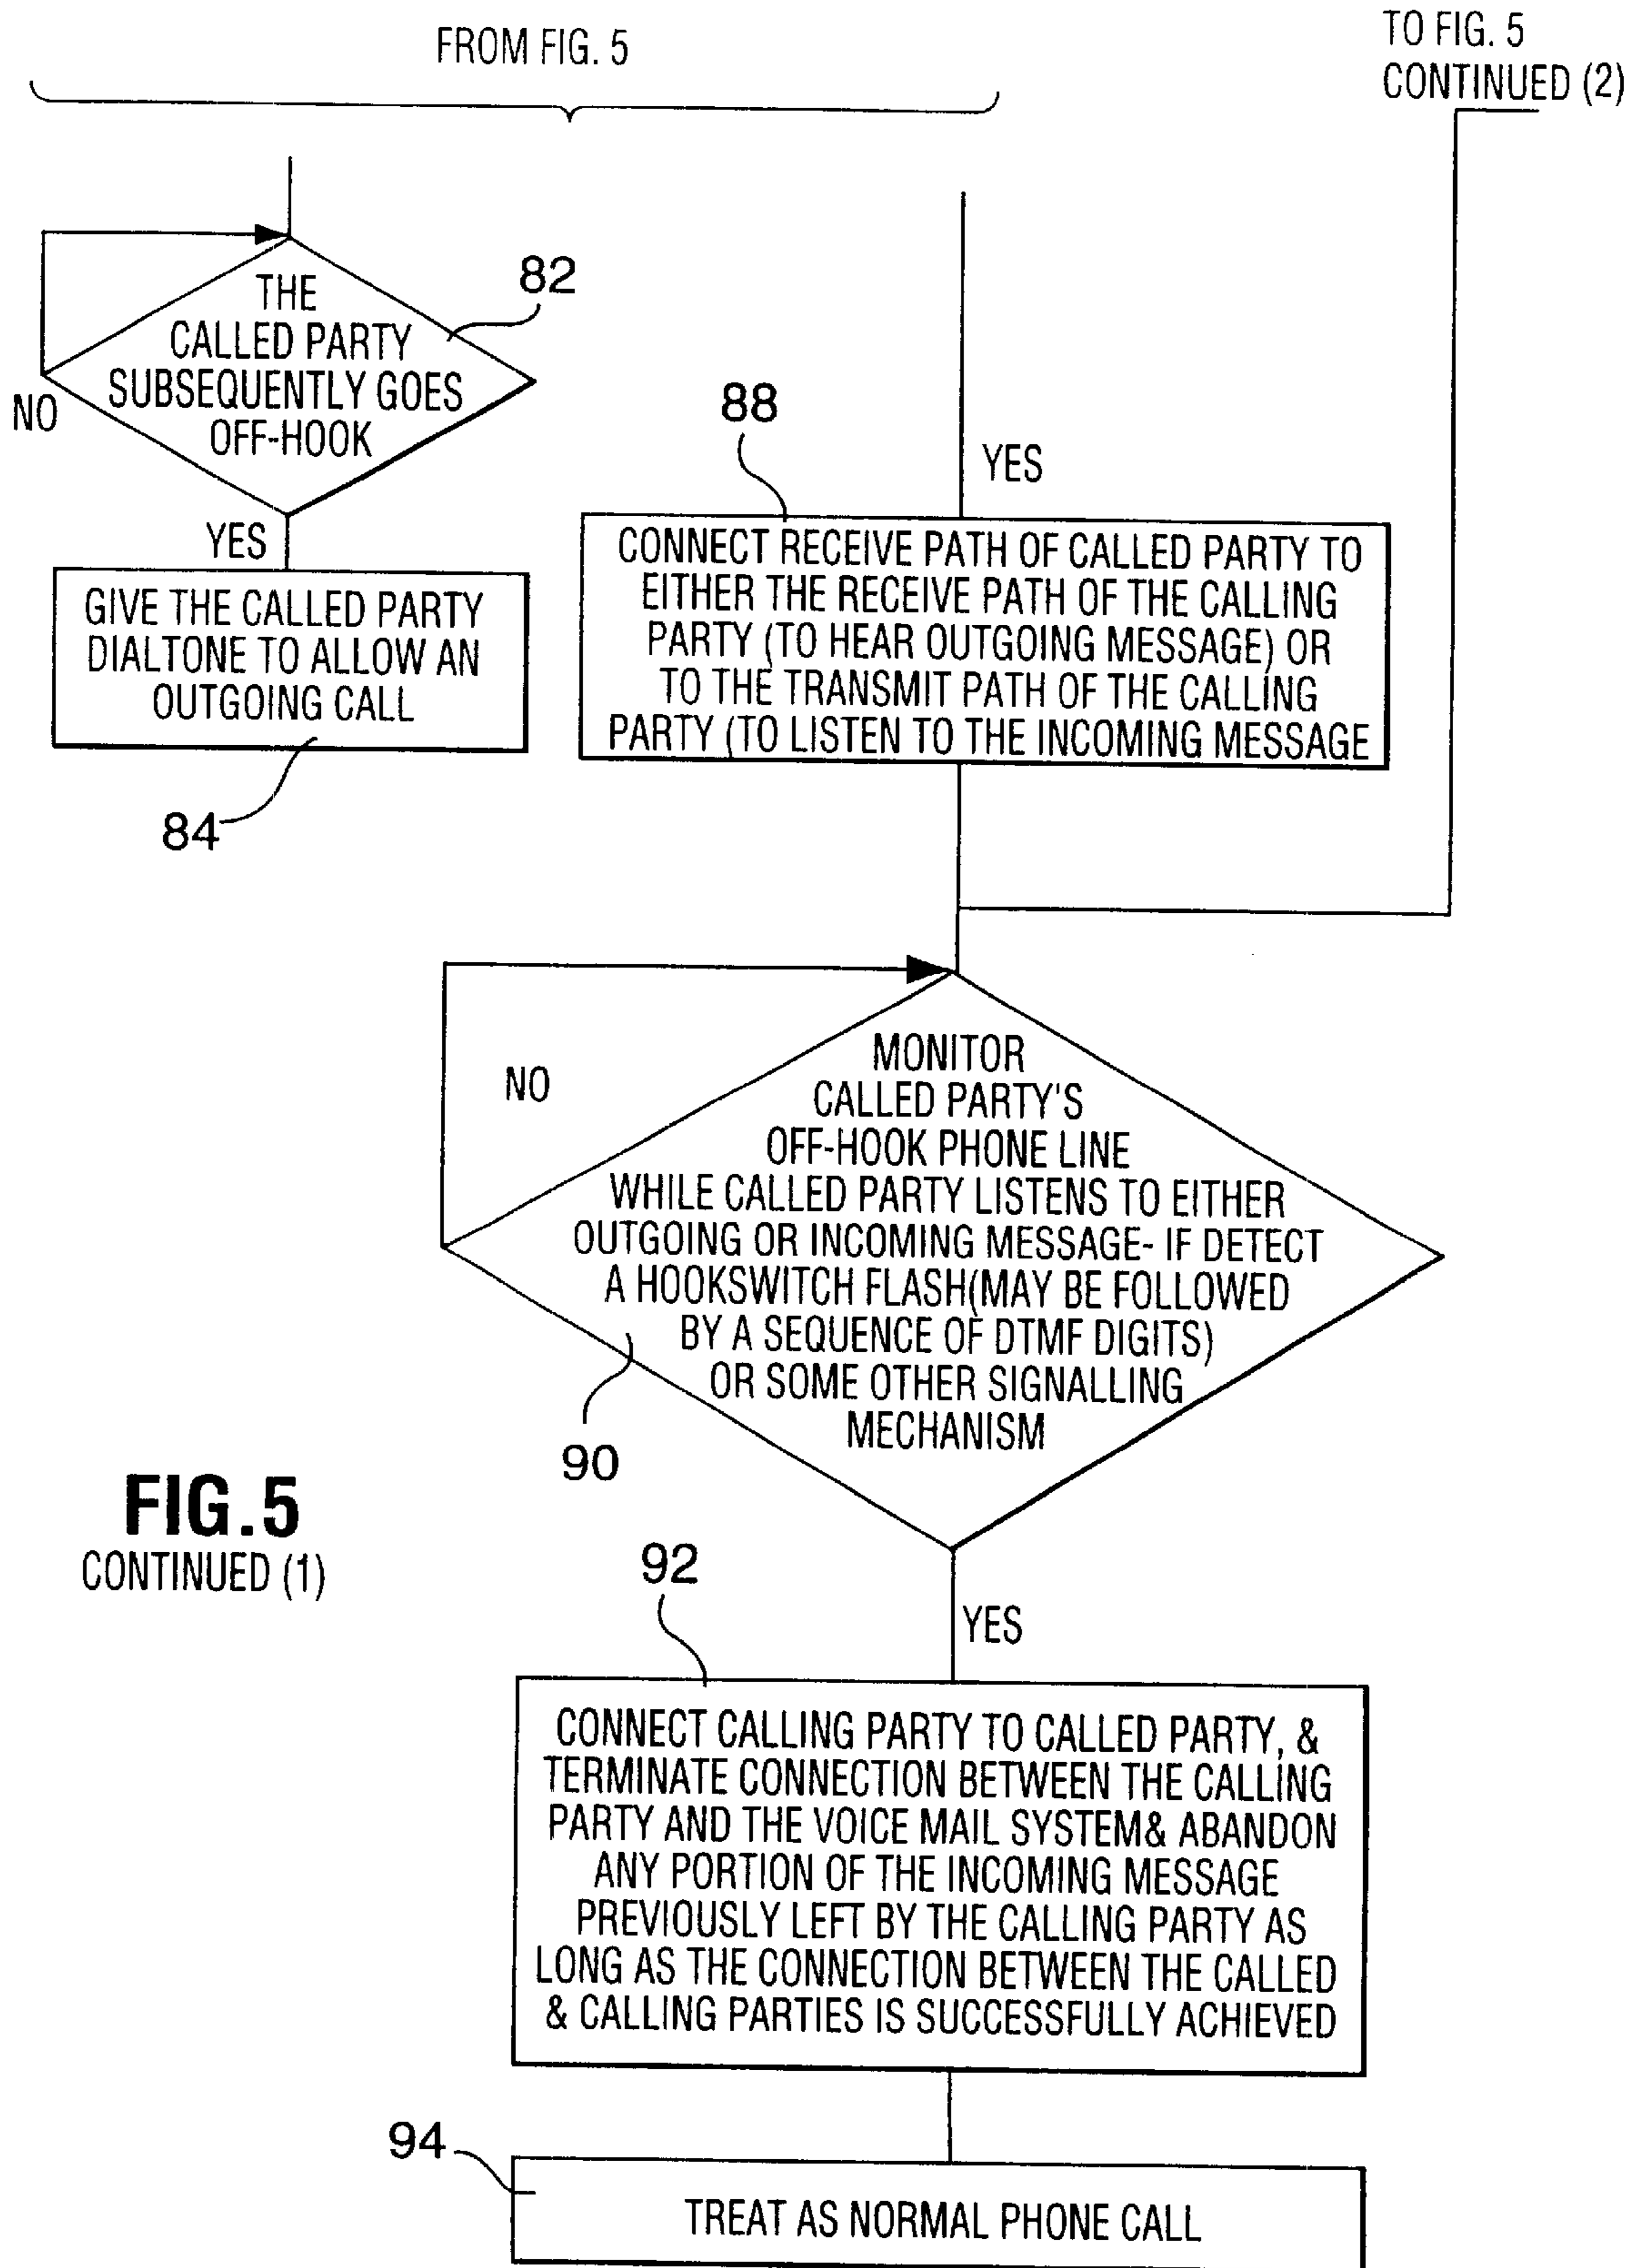 FROM FIG. 5
TO FIG. 5
CONTINUED (2)
THE
CALLED PARTY
SUBSEQUENTLY GOES
OFF-HOOK
82
NO
YES
GIVE THE CALLED PARTY
DIALTONE TO ALLOW AN
OUTGOING CALL
84
88
YES
CONNECT RECEIVE PATH OF CALLED PARTY TO
EITHER THE RECEIVE PATH OF THE CALLING
PARTY (TO HEAR OUTGOING MESSAGE) OR
TO THE TRANSMIT PATH OF THE CALLING
PARTY (TO LISTEN TO THE INCOMING MESSAGE
NO
MONITOR
CALLED PARTY'S
OFF-HOOK PHONE LINE
WHILE CALLED PARTY LISTENS TO EITHER
OUTGOING OR INCOMING MESSAGE- IF DETECT
A HOOKSWITCH FLASH(MAY BE FOLLOWED
BY A SEQUENCE OF DTMF DIGITS)
OR SOME OTHER SIGNALLING
MECHANISM
90
FIG.5
CONTINUED (1)
92
YES
CONNECT CALLING PARTY TO CALLED PARTY, &
TERMINATE CONNECTION BETWEEN THE CALLING
PARTY AND THE VOICE MAIL SYSTEM& ABANDON
ANY PORTION OF THE INCOMING MESSAGE
PREVIOUSLY LEFT BY THE CALLING PARTY AS
LONG AS THE CONNECTION BETWEEN THE CALLED
& CALLING PARTIES IS SUCCESSFULLY ACHIEVED
94
TREAT AS NORMAL PHONE CALL